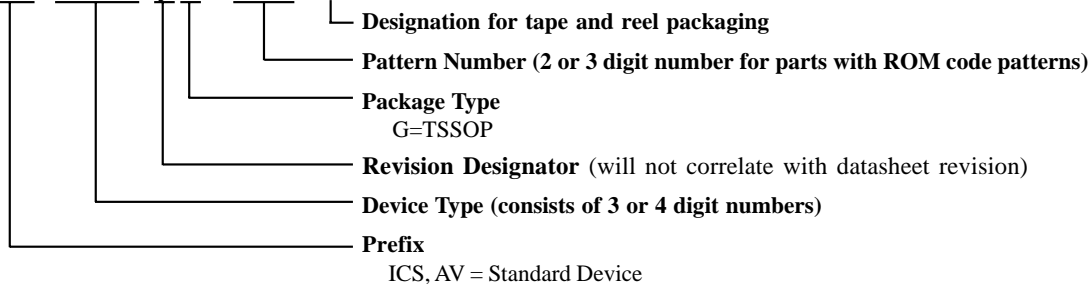 Designation for tape and reel packaging
Pattern Number (2 or 3 digit number for parts with ROM code patterns)
Package Type
G=TSSOP
Revision Designator (will not correlate with datasheet revision)
Device Type (consists of 3 or 4 digit numbers)
Prefix
ICS, AV = Standard Device